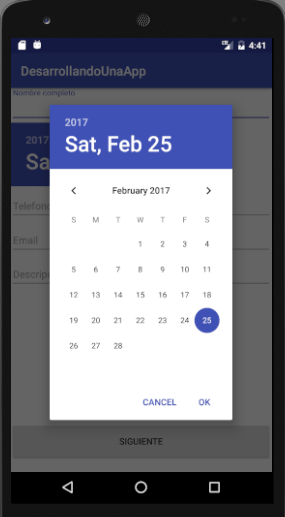 4:41
DesarrollandoUnaApp
Nombre completo
2017
Sat, Feb 25
2017
Sa
February 2017
S M T W T F S
1 2 3 4
5 6 7 8 9 10 11
12 13 14 15 16 17 18
19 20 21 22 23 24 25
26 27 28
Telefono
Email
Descrip
CANCEL OK
SIGUIENTE